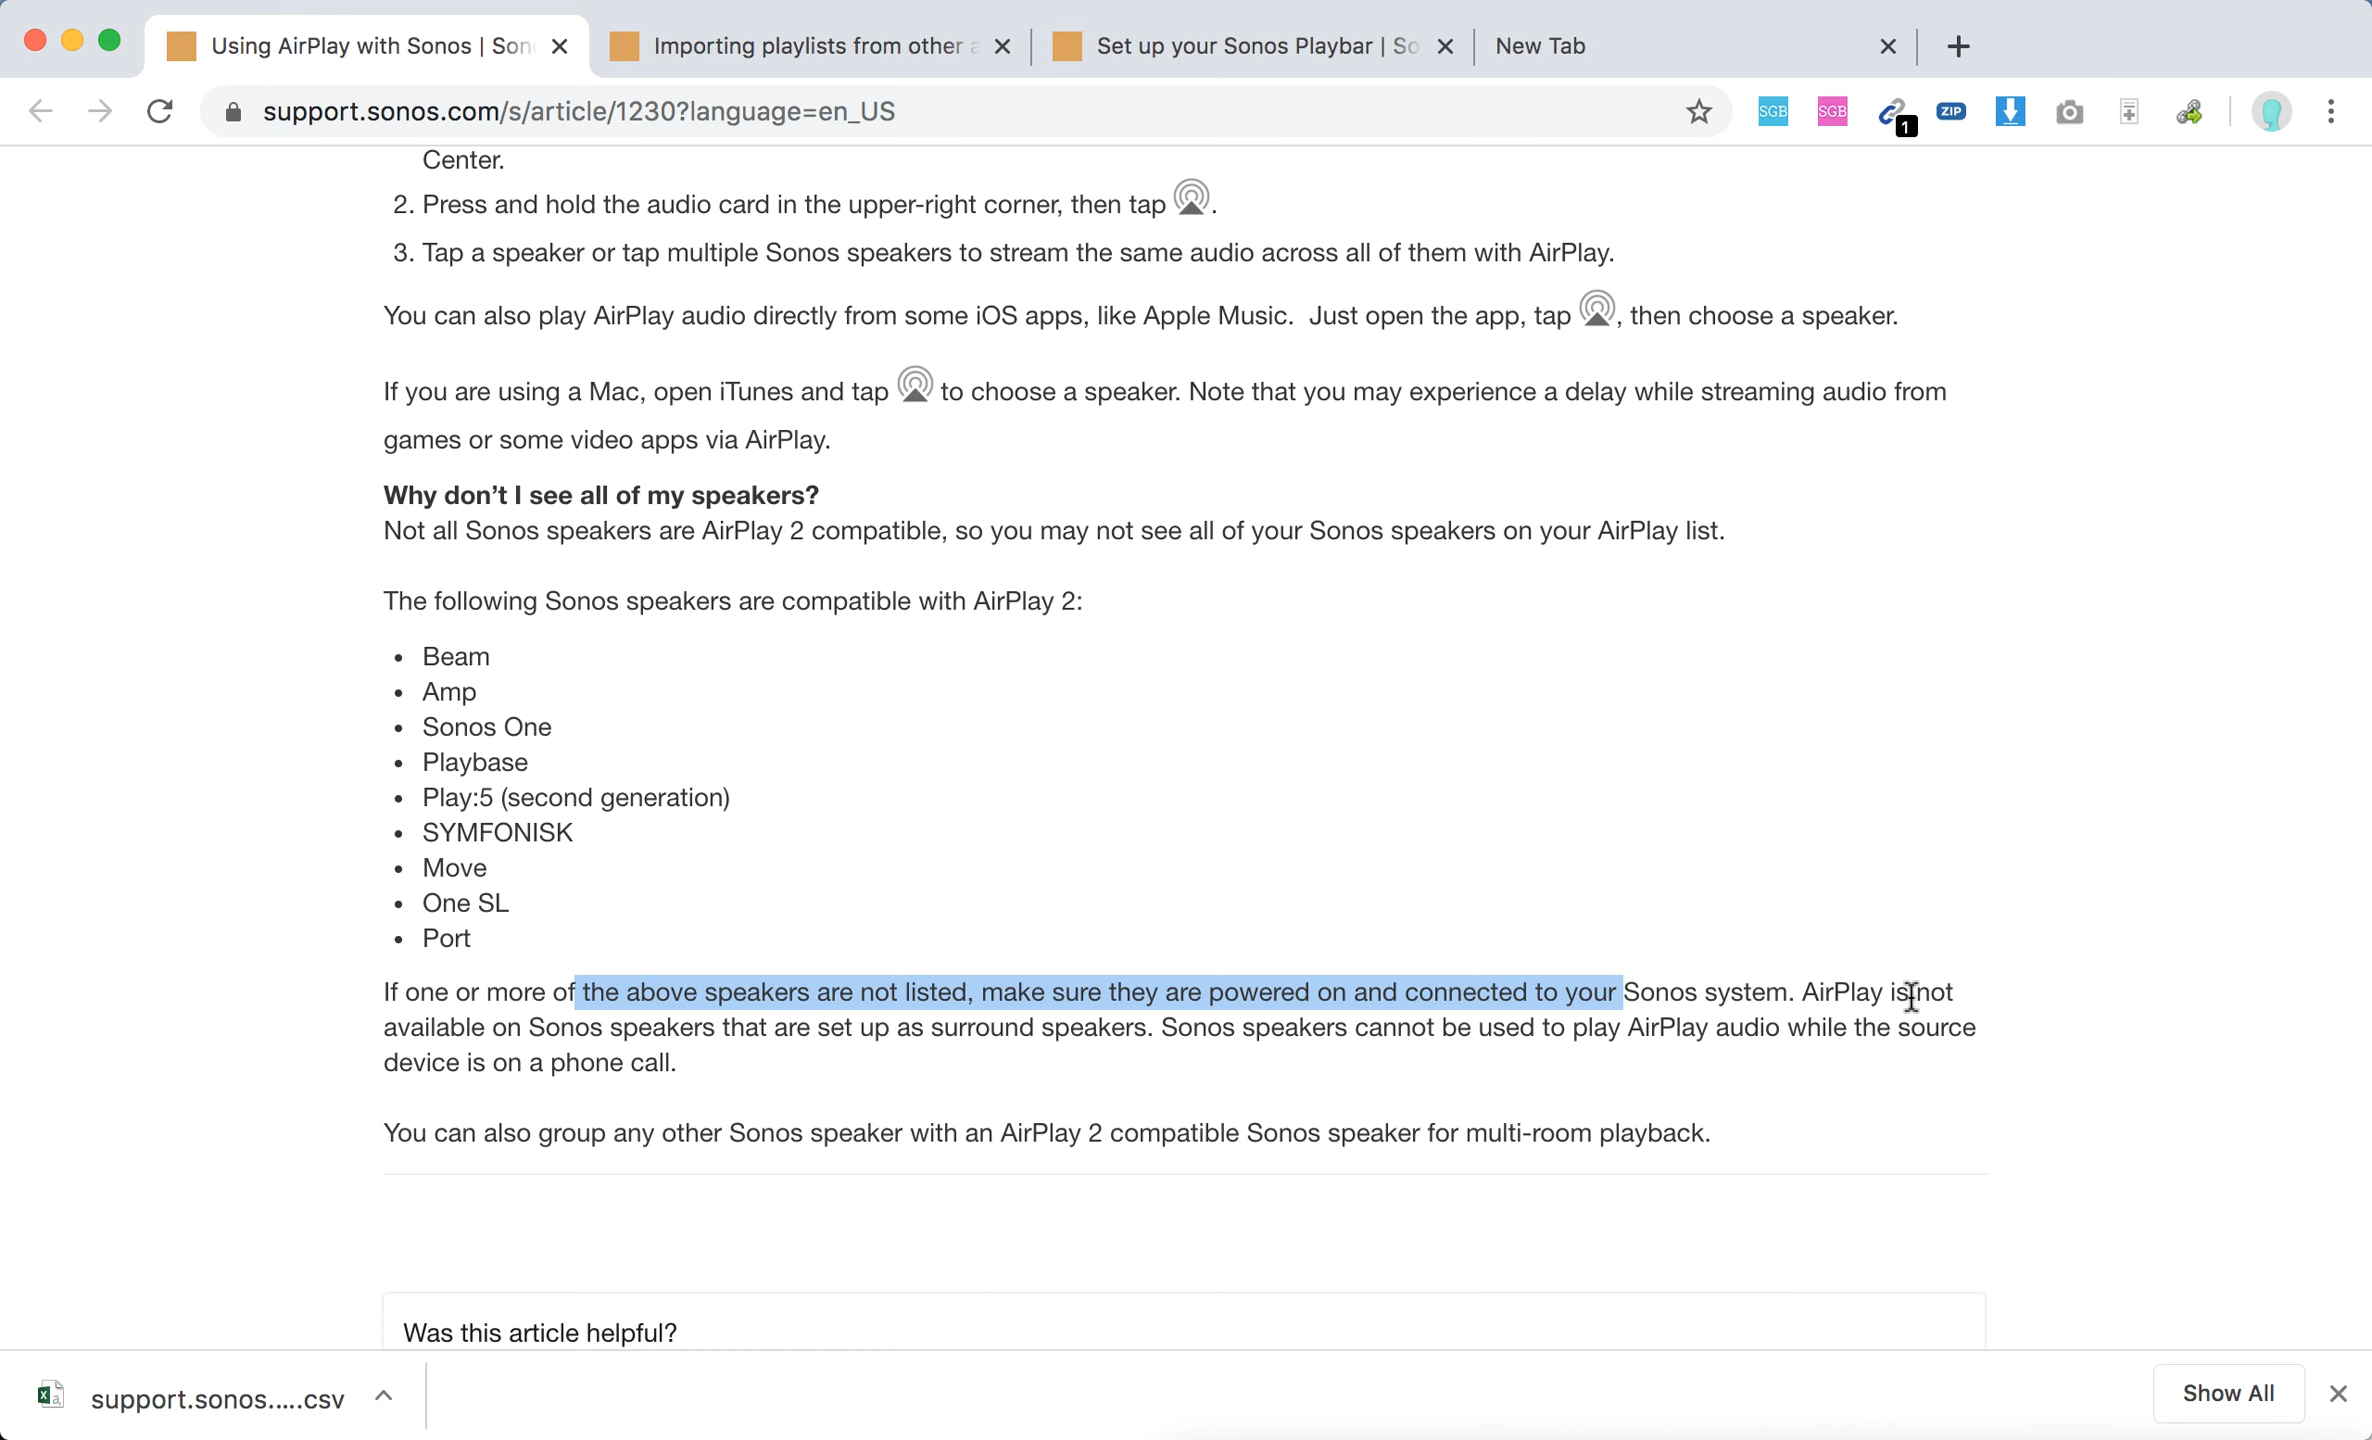 Using AirPlay with Sonos | Son
Importing playlists from other a
Set up your Sonos Playbar | So
New Tab
support.sonos.com/s/article/1230?language=en_US
SGB
SGB
1
ZIP
Center.
2. Press and hold the audio card in the upper-right corner, then tap .
3. Tap a speaker or tap multiple Sonos speakers to stream the same audio across all of them with AirPlay.
You can also play AirPlay audio directly from some iOS apps, like Apple Music. Just open the app, tap , then choose a speaker.
If you are using a Mac, open iTunes and tap to choose a speaker. Note that you may experience a delay while streaming audio from
games or some video apps via AirPlay.
Why don’t I see all of my speakers?
Not all Sonos speakers are AirPlay 2 compatible, so you may not see all of your Sonos speakers on your AirPlay list.
The following Sonos speakers are compatible with AirPlay 2:
• Beam
• Amp
• Sonos One
• Playbase
• Play:5 (second generation)
• SYMFONISK
• Move
• One SL
• Port
If one or more of the above speakers are not listed, make sure they are powered on and connected to your Sonos system. AirPlay is not
available on Sonos speakers that are set up as surround speakers. Sonos speakers cannot be used to play AirPlay audio while the source
device is on a phone call.
You can also group any other Sonos speaker with an AirPlay 2 compatible Sonos speaker for multi-room playback.
Was this article helpful?
support.sonos.....csv
Show All